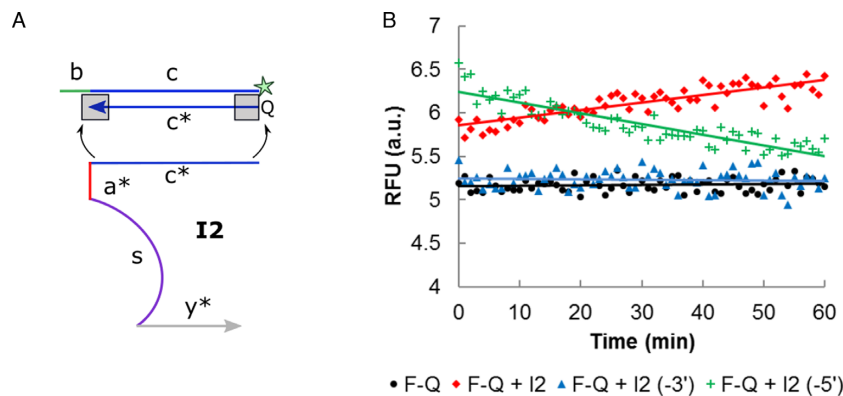 A
b
c
Q
c*
c*
a*
I2
s
y*
B
RFU (a.u.)
7
6.5
6
5.5
5
4.5
4
0
10
20
30
40
50
60
Time (min)
F-Q F-Q + I2 F-Q + I2 (-3') F-Q + I2 (-5')